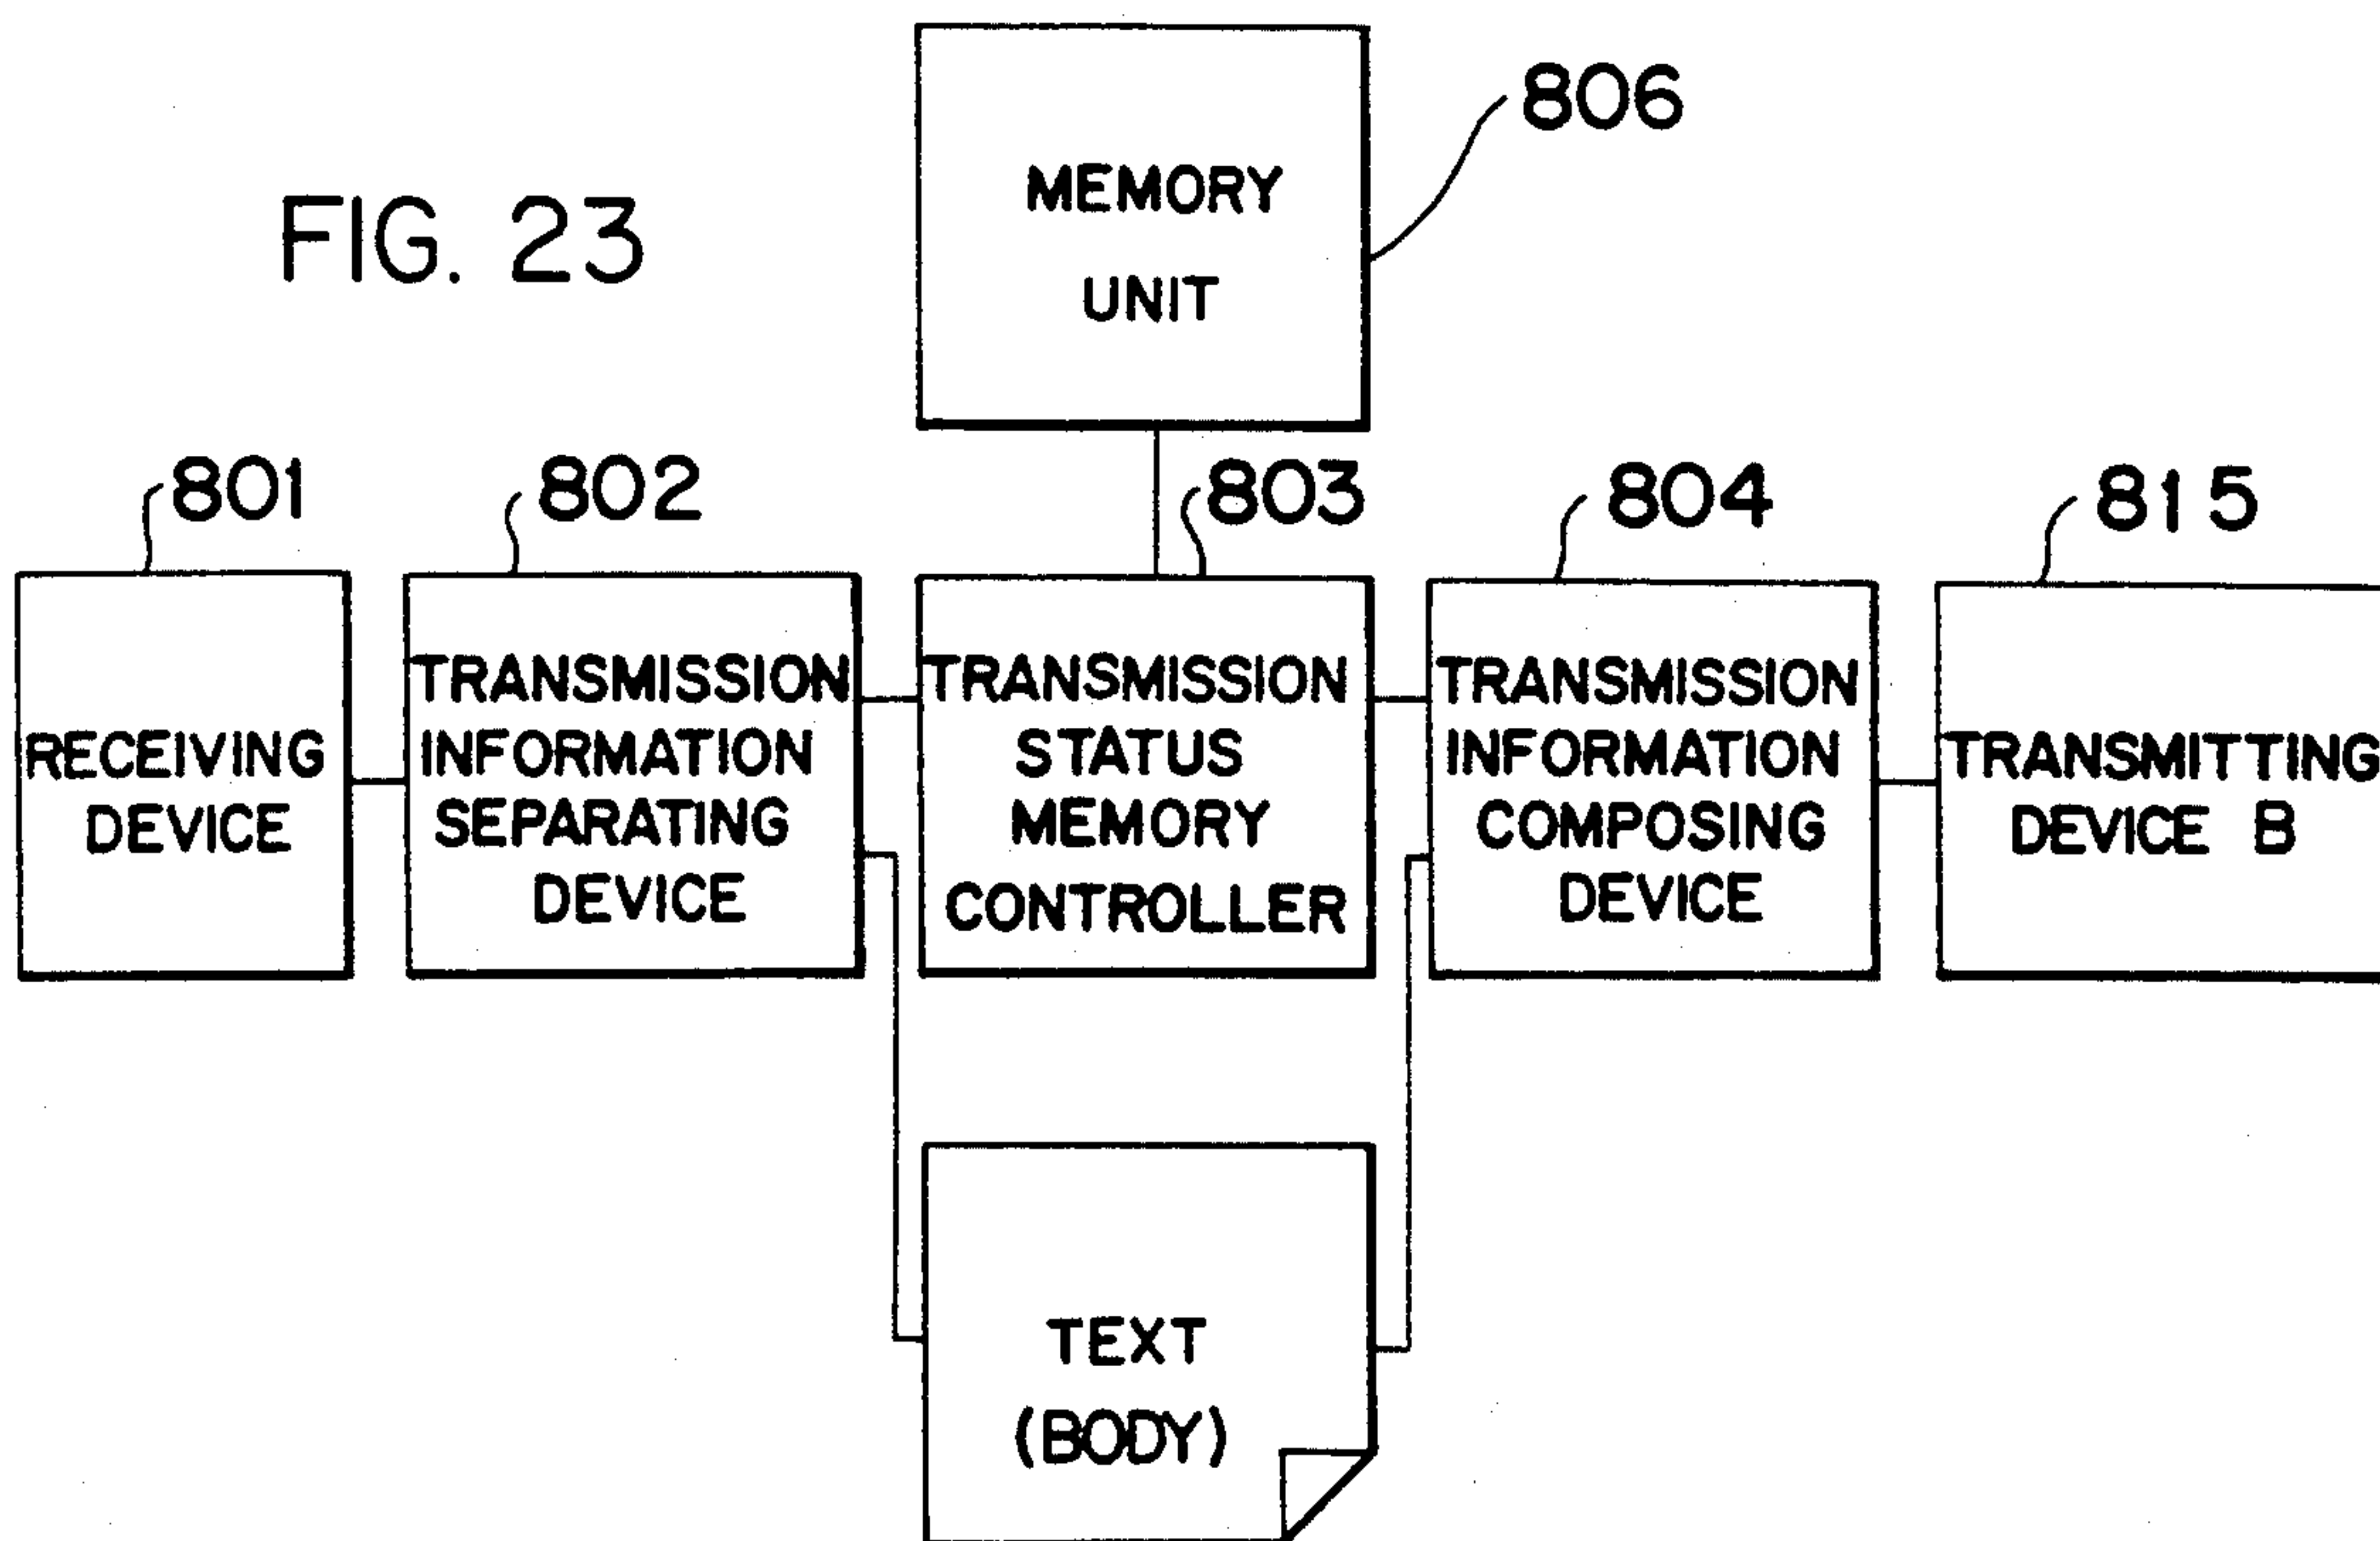 FIG. 23
MEMORY
UNIT
806
801
802
803
804
815
RECEIVING
DEVICE
TRANSMISSION
INFORMATION
SEPARATING
DEVICE
TRANSMISSION
STATUS
MEMORY
CONTROLLER
TRANSMISSION
INFORMATION
COMPOSING
DEVICE
TRANSMITTING
DEVICE B
TEXT
(BODY)